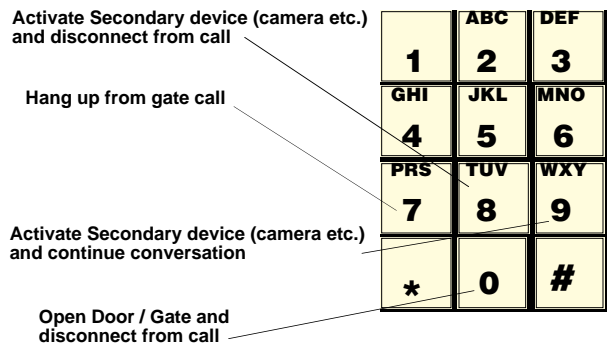 Activate Secondary device (camera etc.)
and disconnect from call
Hang up from gate call
Activate Secondary device (camera etc.)
and continue conversation
Open Door / Gate and
disconnect from call
ABC DEF
1 2 3
GHI JKL MNO
4 5 6
PRS TUV WXY
7 8 9
* 0 #